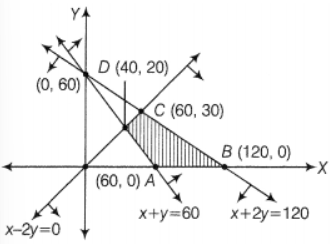 Y
D (40, 20)
(0, 60)
C (60, 30)
B (120, 0)
X
(60, 0) A
x-2y=0
x+y=60
x+2y=120